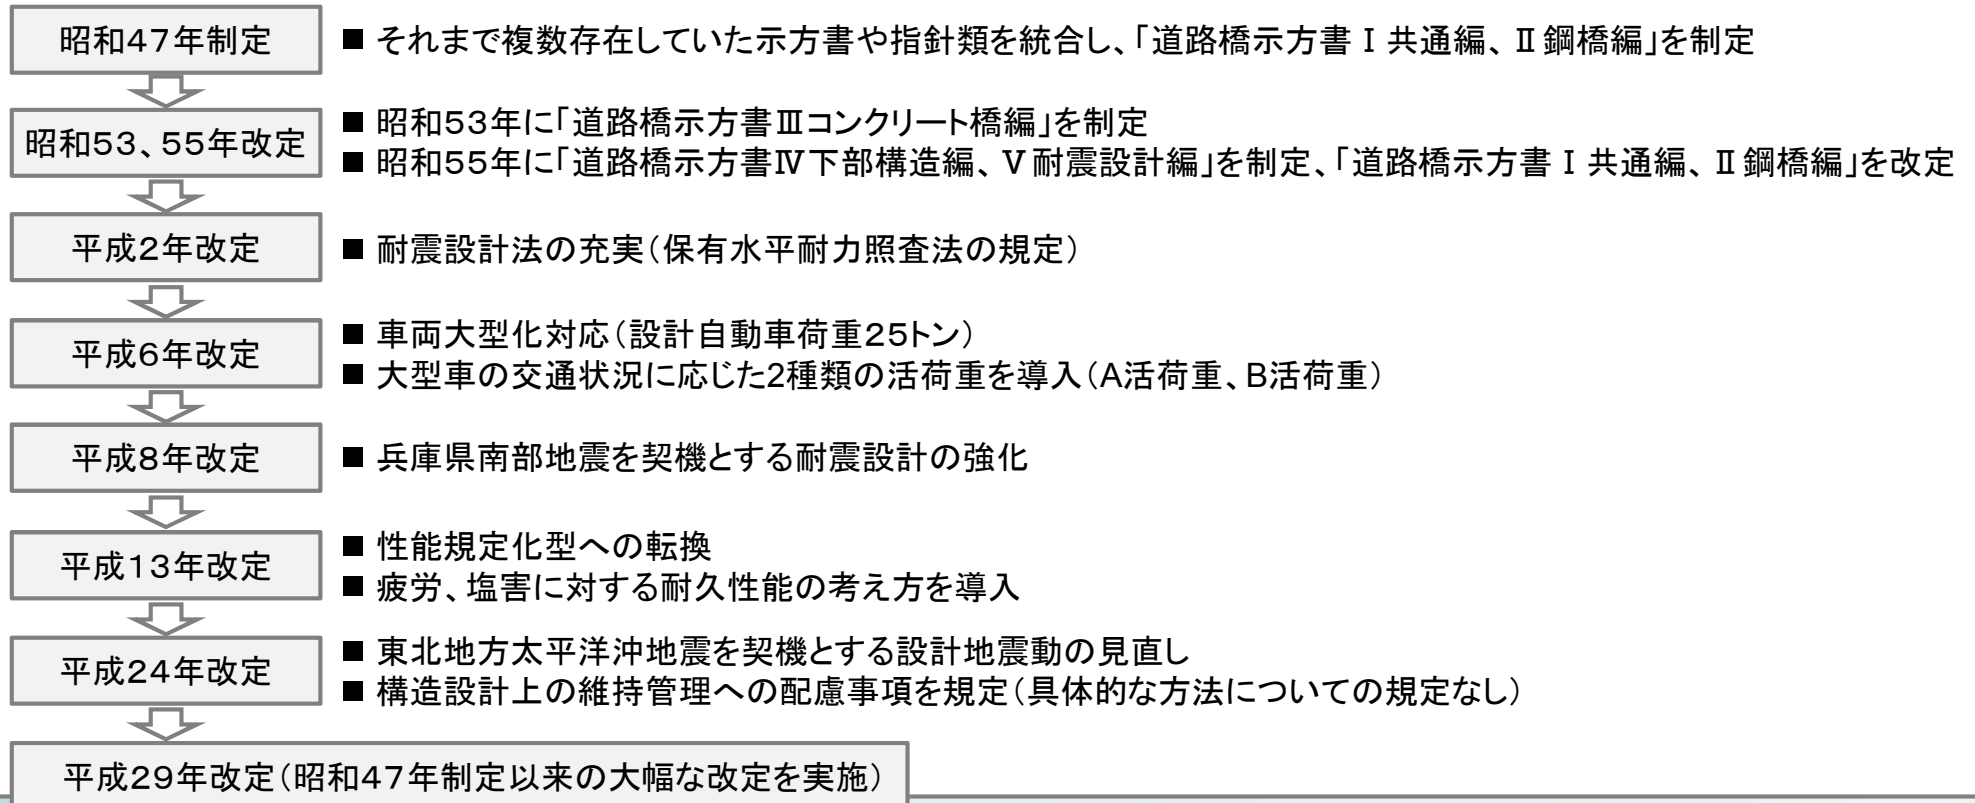 昭和47年制定
■ それまで複数存在していた示方書や指針類を統合し、「道路橋示方書Ⅰ共通編、Ⅱ鋼橋編」を制定
昭和53、55年改定
■ 昭和53年に「道路橋示方書Ⅲコンクリート橋編」を制定
■ 昭和55年に「道路橋示方書Ⅳ下部構造編、Ⅴ耐震設計編」を制定、「道路橋示方書Ⅰ共通編、Ⅱ鋼橋編」を改定
平成2年改定
■ 耐震設計法の充実（保有水平耐力照査法の規定）
平成6年改定
■ 車両大型化対応（設計自動車荷重25トン）
■ 大型車の交通状況に応じた2種類の活荷重を導入（A活荷重、B活荷重）
平成8年改定
■ 兵庫県南部地震を契機とする耐震設計の強化
平成13年改定
■ 性能規定化型への転換
■ 疲労、塩害に対する耐久性能の考え方を導入
平成24年改定
■ 東北地方太平洋沖地震を契機とする設計地震動の見直し
■ 構造設計上の維持管理への配慮事項を規定（具体的な方法についての規定なし）
平成29年改定（昭和47年制定以来の大幅な改定を実施）